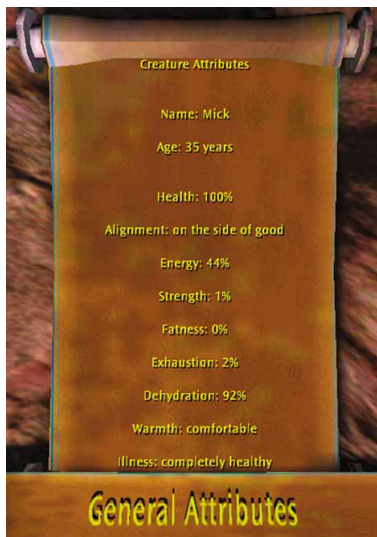 Creature Attributes
Name: Mick
Age: 35 years
Health: 100%
Alignment: on the side of good
Energy: 44%
Strength: 1%
Fatness: 0%
Exhaustion: 2%
Dehydration: 92%
Warmth: comfortable
Illness: completely healthy
General Attributes